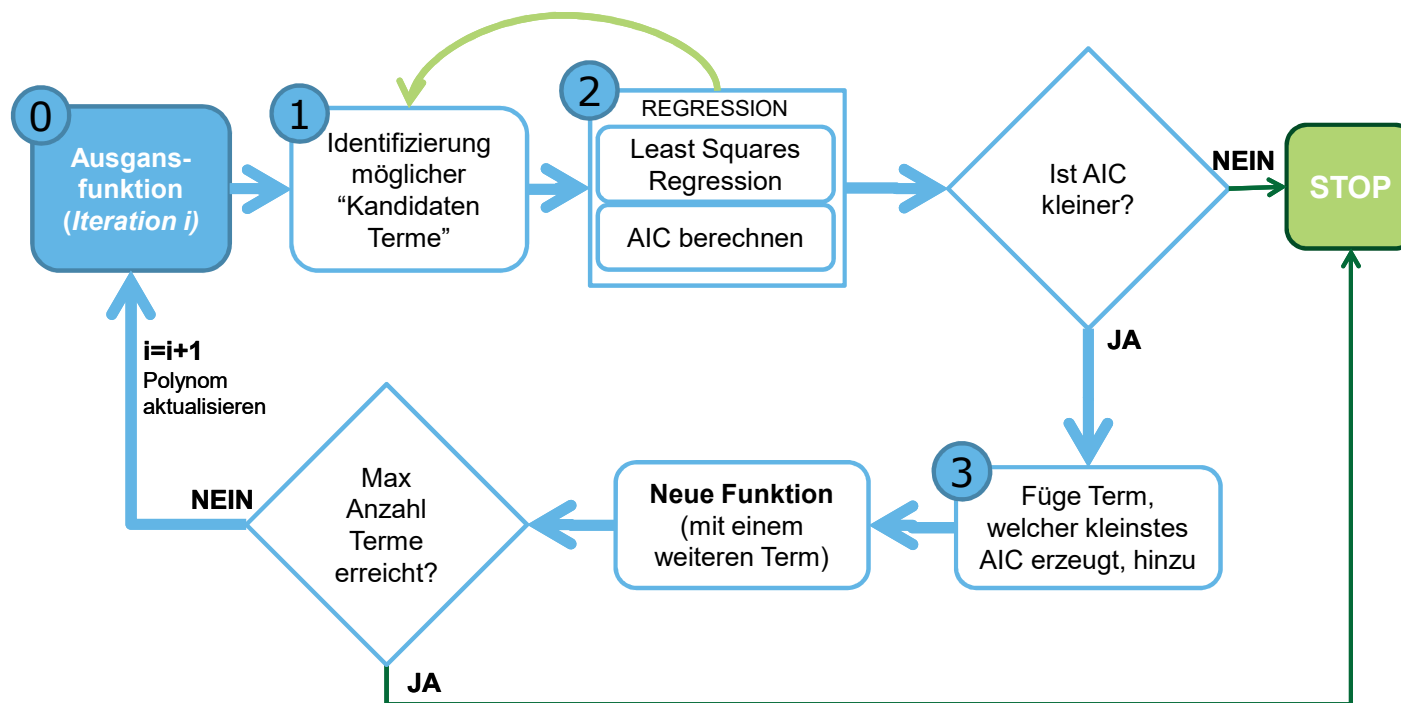 0
Ausgans-
funktion
(Iteration i)
1
Identifizierung
möglicher
“Kandidaten
Terme”
2
REGRESSION
Least Squares
Regression
AIC berechnen
Ist AIC
kleiner?
NEIN
STOP
JA
3
Füge Term,
welcher kleinstes
AIC erzeugt, hinzu
Neue Funktion
(mit einem
weiteren Term)
Max
Anzahl
Terme
erreicht?
NEIN
i=i+1
Polynom
aktualisieren
JA